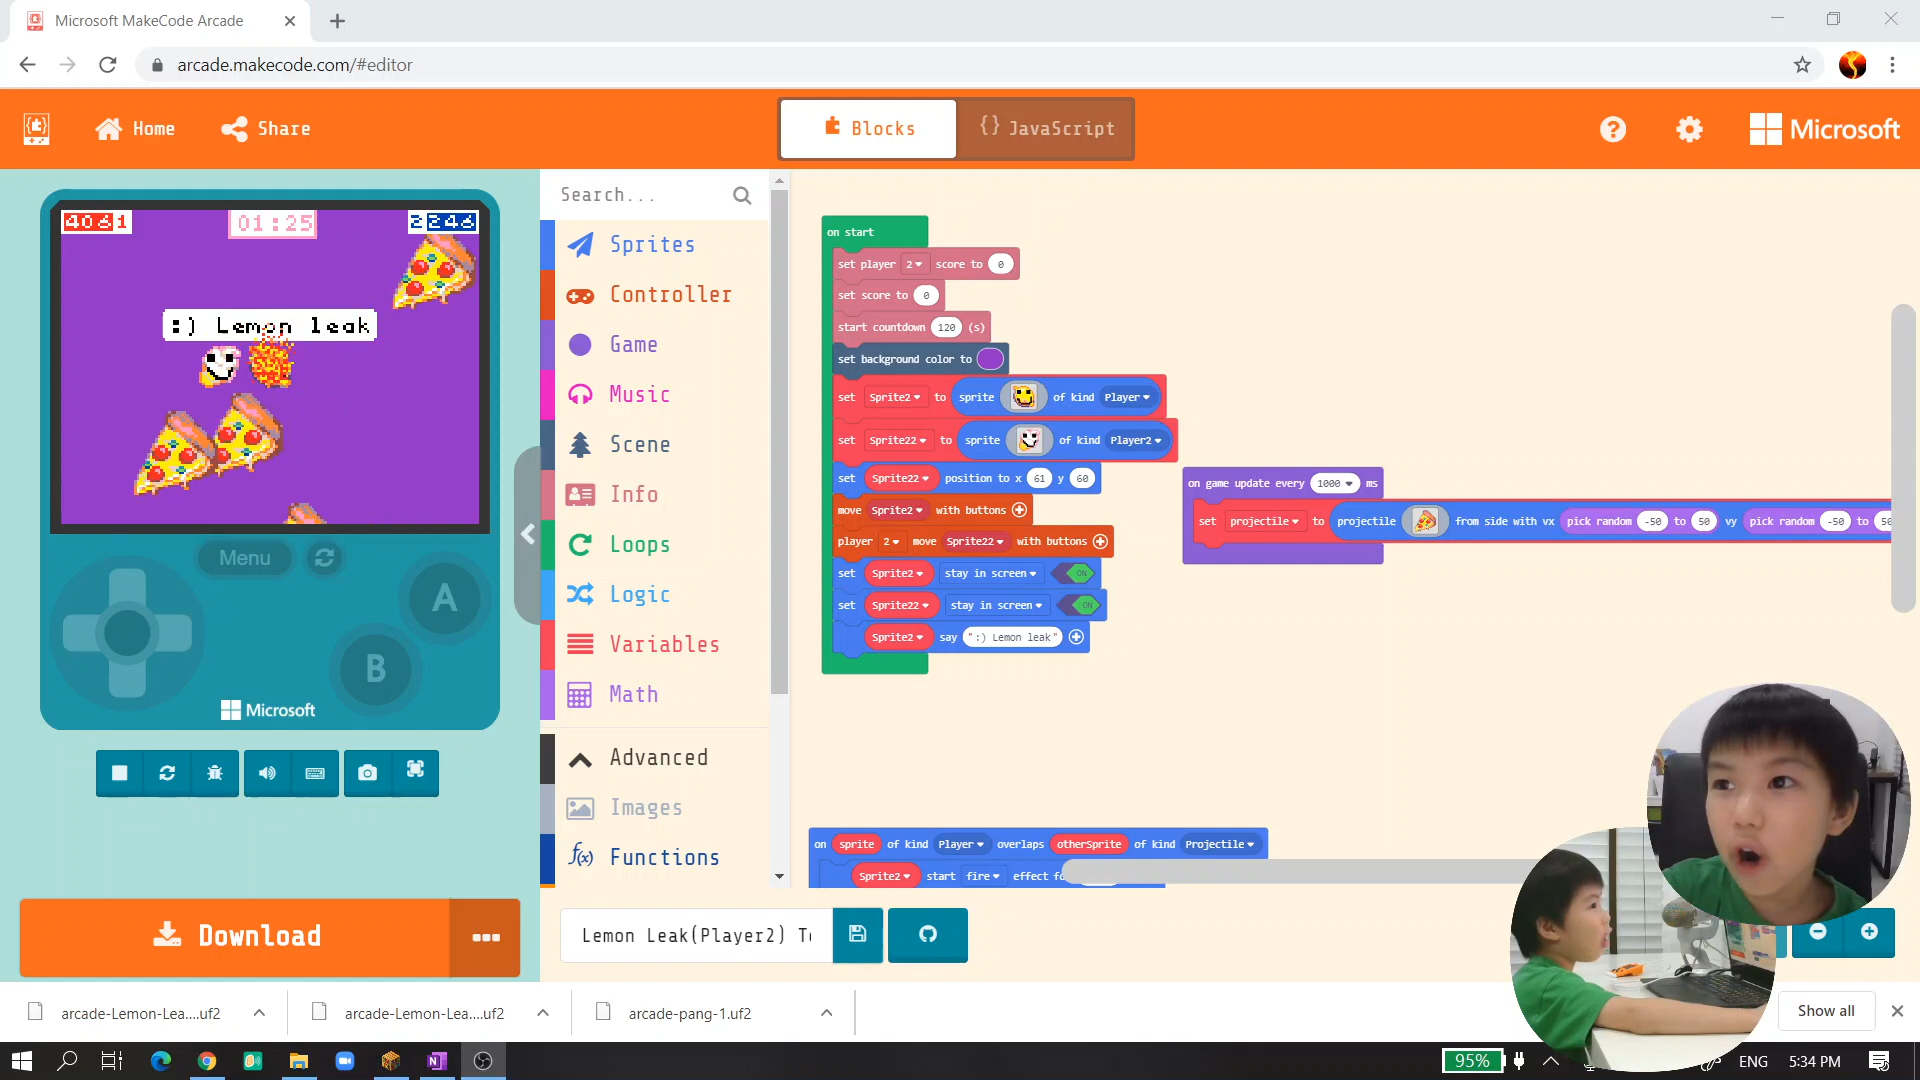 Microsoft MakeCode Arcade
arcade.makecode.com/#editor
Home
Share
Blocks
{} JavaScript
Microsoft
4061
01:25
2246
:) Lemon leak
Menu
A
B
Microsoft
Download
Search...
Sprites
Controller
Game
Music
Scene
Info
Loops
Logic
Variables
Math
Advanced
Images
f(x) Functions
on start
set player 2 score to 0
set score to 0
start countdown 120 (s)
set background color to
set Sprite2 to sprite of kind Player
set Sprite22 to sprite of kind Player2
set Sprite22 position to x 61 y 60
move Sprite2 with buttons
player 2 move Sprite22 with buttons
set Sprite2 stay in screen ON
set Sprite22 stay in screen ON
Sprite2 say ":) Lemon leak"
on game update every 1000 ms
set projectile to projectile from side with vx pick random -50 to 50 vy pick random -50 to
on sprite of kind Player overlaps otherSprite of kind Projectile
Sprite2 start fire effect
Lemon Leak(Player2)
arcade-Lemon-Lea....uf2
arcade-Lemon-Lea....uf2
arcade-pang-1.uf2
Show all
95%
ENG
5:34 PM